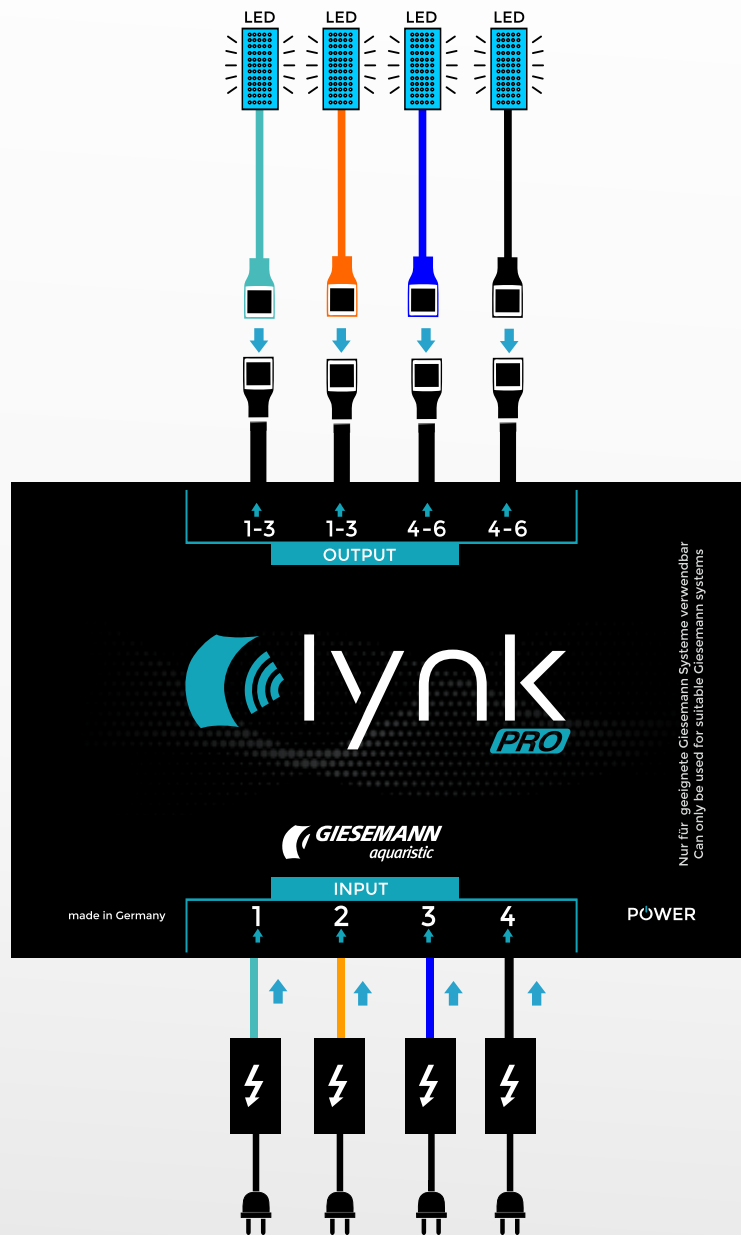 LED LED LED LED
1-3 1-3 4-6 4-6
OUTPUT
Nur für geeignete Giesemann Systeme verwendbar
Can only be used for suitable Giesemann systems
lynk
PRO
GIESEMANN
aquaristic
INPUT
made in Germany
1 2 3 4
POWER